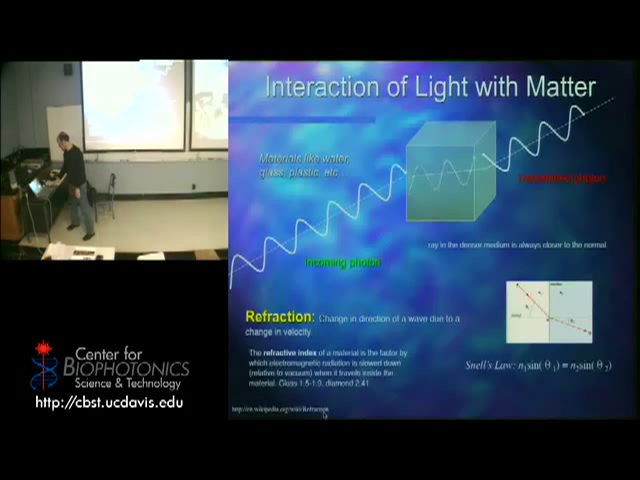 Interaction of Light with Matter
Materials like water,
glass, plastic, etc...
Transmitted photon
ray in the denser medium is always closer to the normal
Incoming photon
Refraction: Change in direction of a wave due to a
change in velocity
The refractive index of a material is the factor by
which electromagnetic radiation is slowed down
(relative to vacuum) when it travels inside the
material. Glass 1.5-1.9, diamond 2.41
Snell's Law: n1sin(θ1) = n2sin(θ2)
http://en.wikipedia.org/wiki/Refraction
Center for
BIOPHOTONICS
Science & Technology
http://cbst.ucdavis.edu